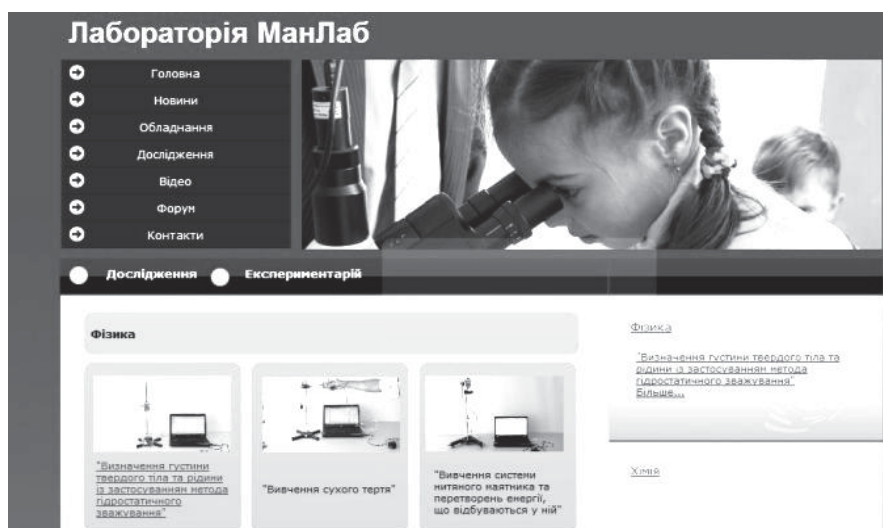 Лабораторія МанЛаб
Головна
Новини
Обладнання
Дослідження
Відео
Форум
Контакти
Дослідження Експериментарій
Фізика
"Визначення густини
твердого тіла та рідини
із застосуванням метода
гідростатичного
зважування"
"Вивчення сухого тертя"
"Вивчення системи
нитяного маятника та
перетворень енергії,
що відбуваються у ній"
Фізика
"Визначення густини твердого тіла та
рідини із застосуванням метода
гідростатичного зважування"
Більше...
Хімія